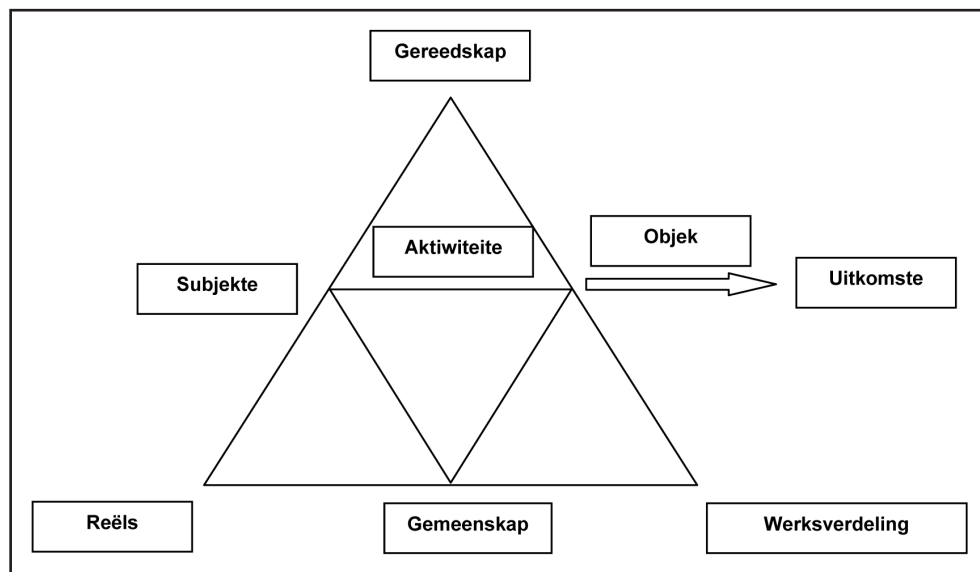 Gereedskap
Aktiwiteite
Objek
Subjekte
Uitkomste
Reëls
Gemeenskap
Werksverdeling